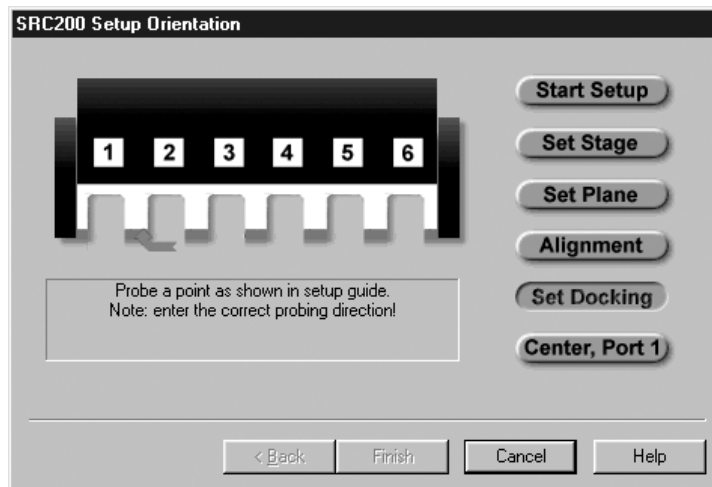 SRC200 Setup Orientation
1 2 3 4 5 6
Start Setup
Set Stage
Set Plane
Alignment
Set Docking
Center, Port 1
Probe a point as shown in setup guide.
Note: enter the correct probing direction!
< Back
Finish
Cancel
Help